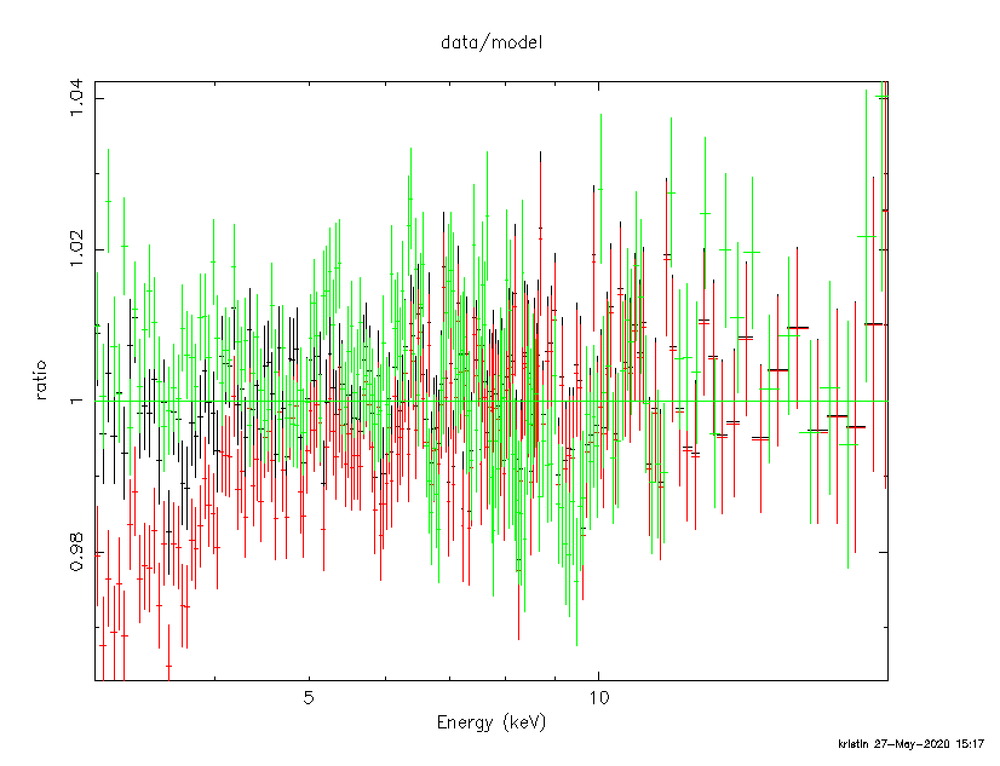 data/model
1.04
1.02
ratio
1
0.98
5
10
Energy (keV)
kristin 27-May-2020 15:17